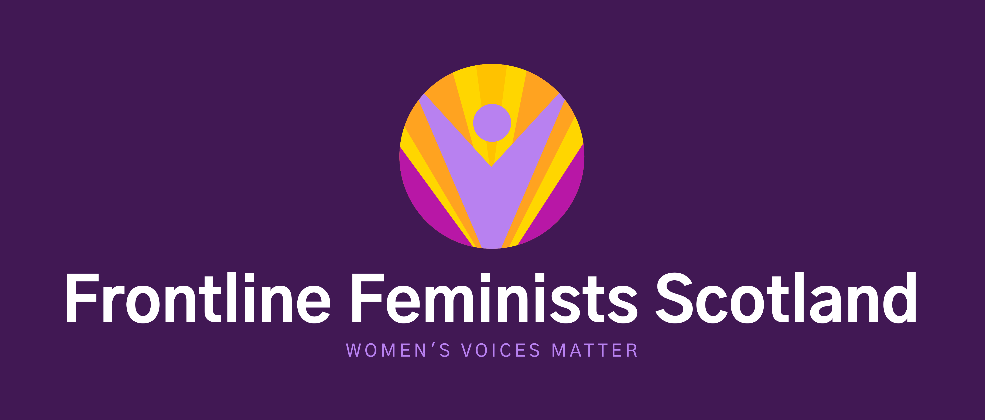 Frontline Feminists Scotland
WOMEN'S VOICES MATTER